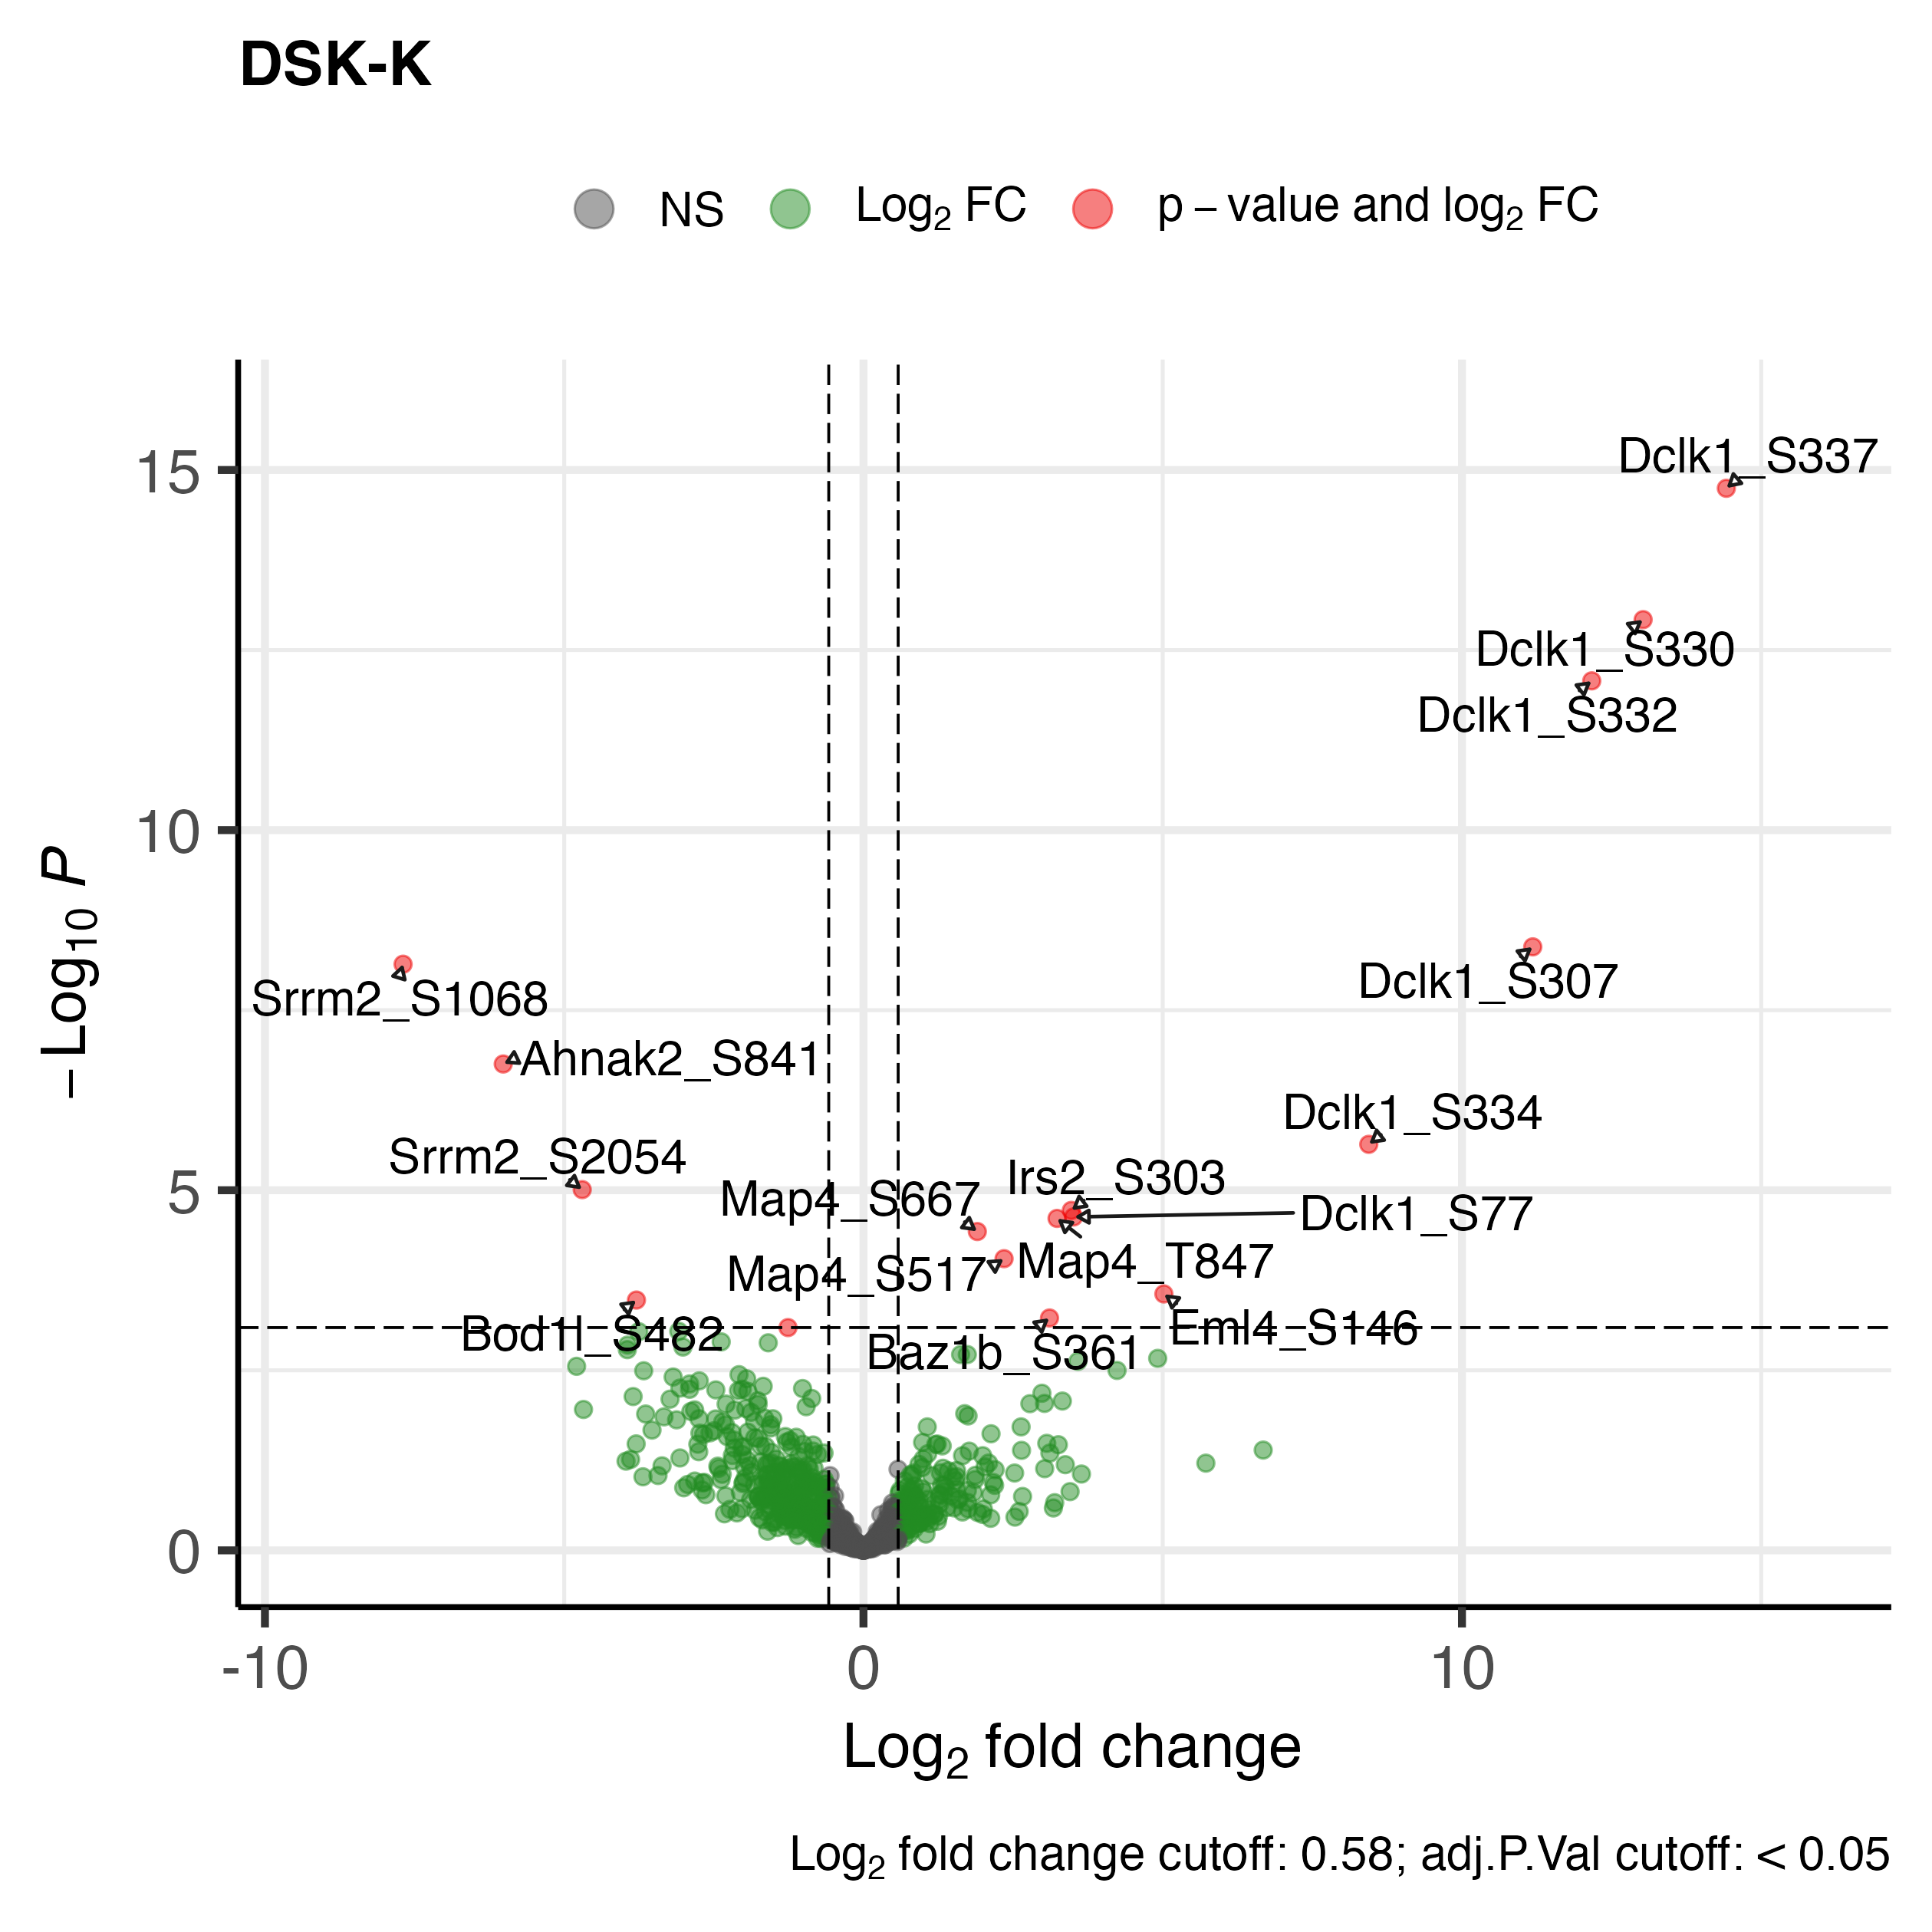 DSK-K
NS Log₂ FC p – value and log₂ FC
– Log₁₀ P
15
10
5
0
Dclk1_S337
Dclk1_S330
Dclk1_S332
Dclk1_S307
Srrm2_S1068
Ahnak2_S841
Dclk1_S334
Srrm2_S2054
Irs2_S303
Map4_S667
Dclk1_S77
Map4_T847
Map4_S517
Eml4_S146
Bod1l_S482
Baz1b_S361
-10 0 10
Log₂ fold change
Log₂ fold change cutoff: 0.58; adj.P.Val cutoff: < 0.05